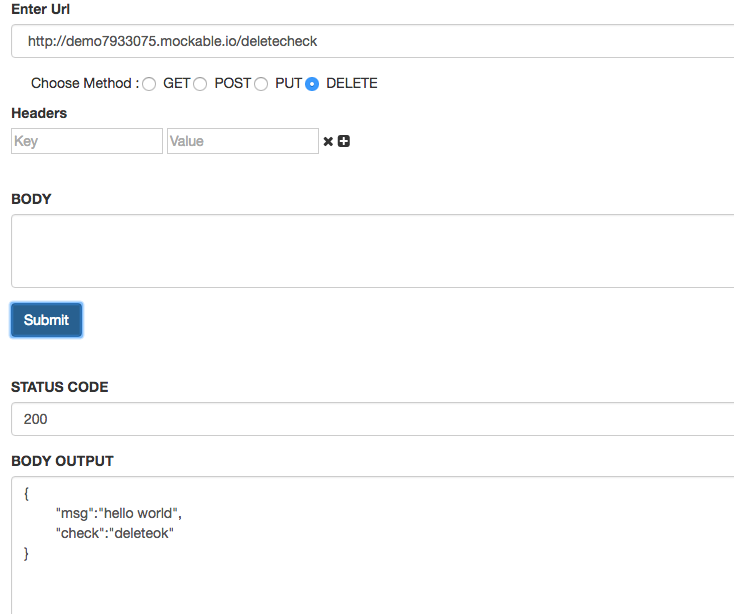 Enter Url
http://demo7933075.mockable.io/deletecheck
Choose Method : GET POST PUT DELETE
Headers
Key Value
BODY
Submit
STATUS CODE
200
BODY OUTPUT
{
"msg":"hello world",
"check":"deleteok"
}